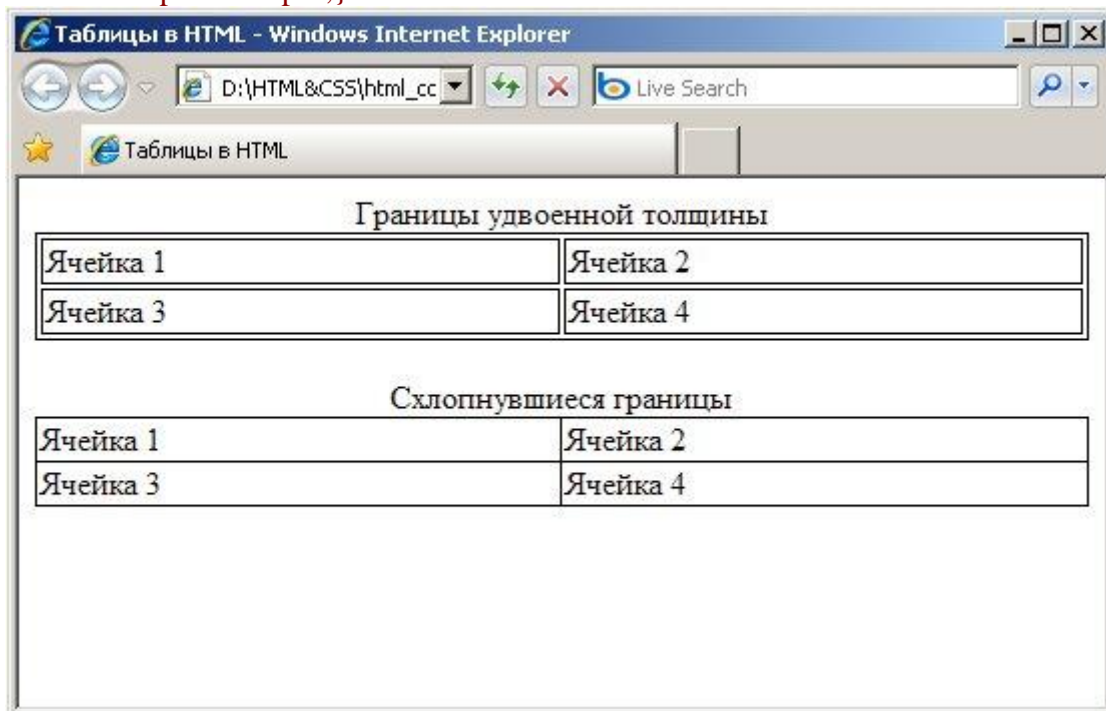 Таблицы в HTML - Windows Internet Explorer
D:\HTML&CSS\html_cc Live Search
Таблицы в HTML
Границы удвоенной толщины
Ячейка 1 Ячейка 2
Ячейка 3 Ячейка 4
Схлопнувшиеся границы
Ячейка 1 Ячейка 2
Ячейка 3 Ячейка 4